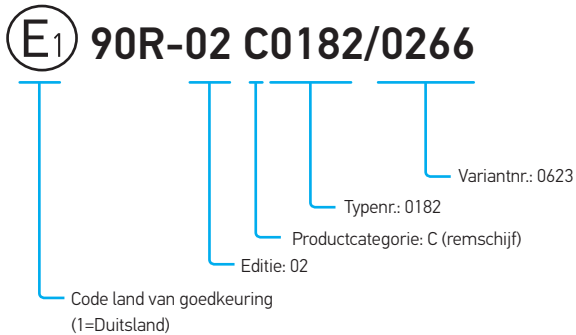 E1 90R-02 C0182/0266
Variantnr.: 0623
Typenr.: 0182
Productcategorie: C (remschijf)
Editie: 02
Code land van goedkeuring
(1=Duitsland)